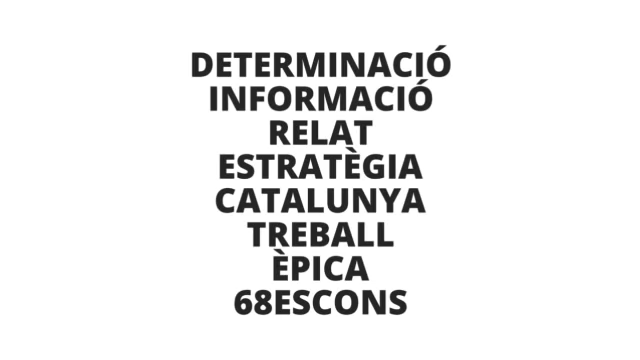 DETERMINACIÓ
INFORMACIÓ
RELAT
ESTRATÈGIA
CATALUNYA
TREBALL
ÈPICA
68ESCONS